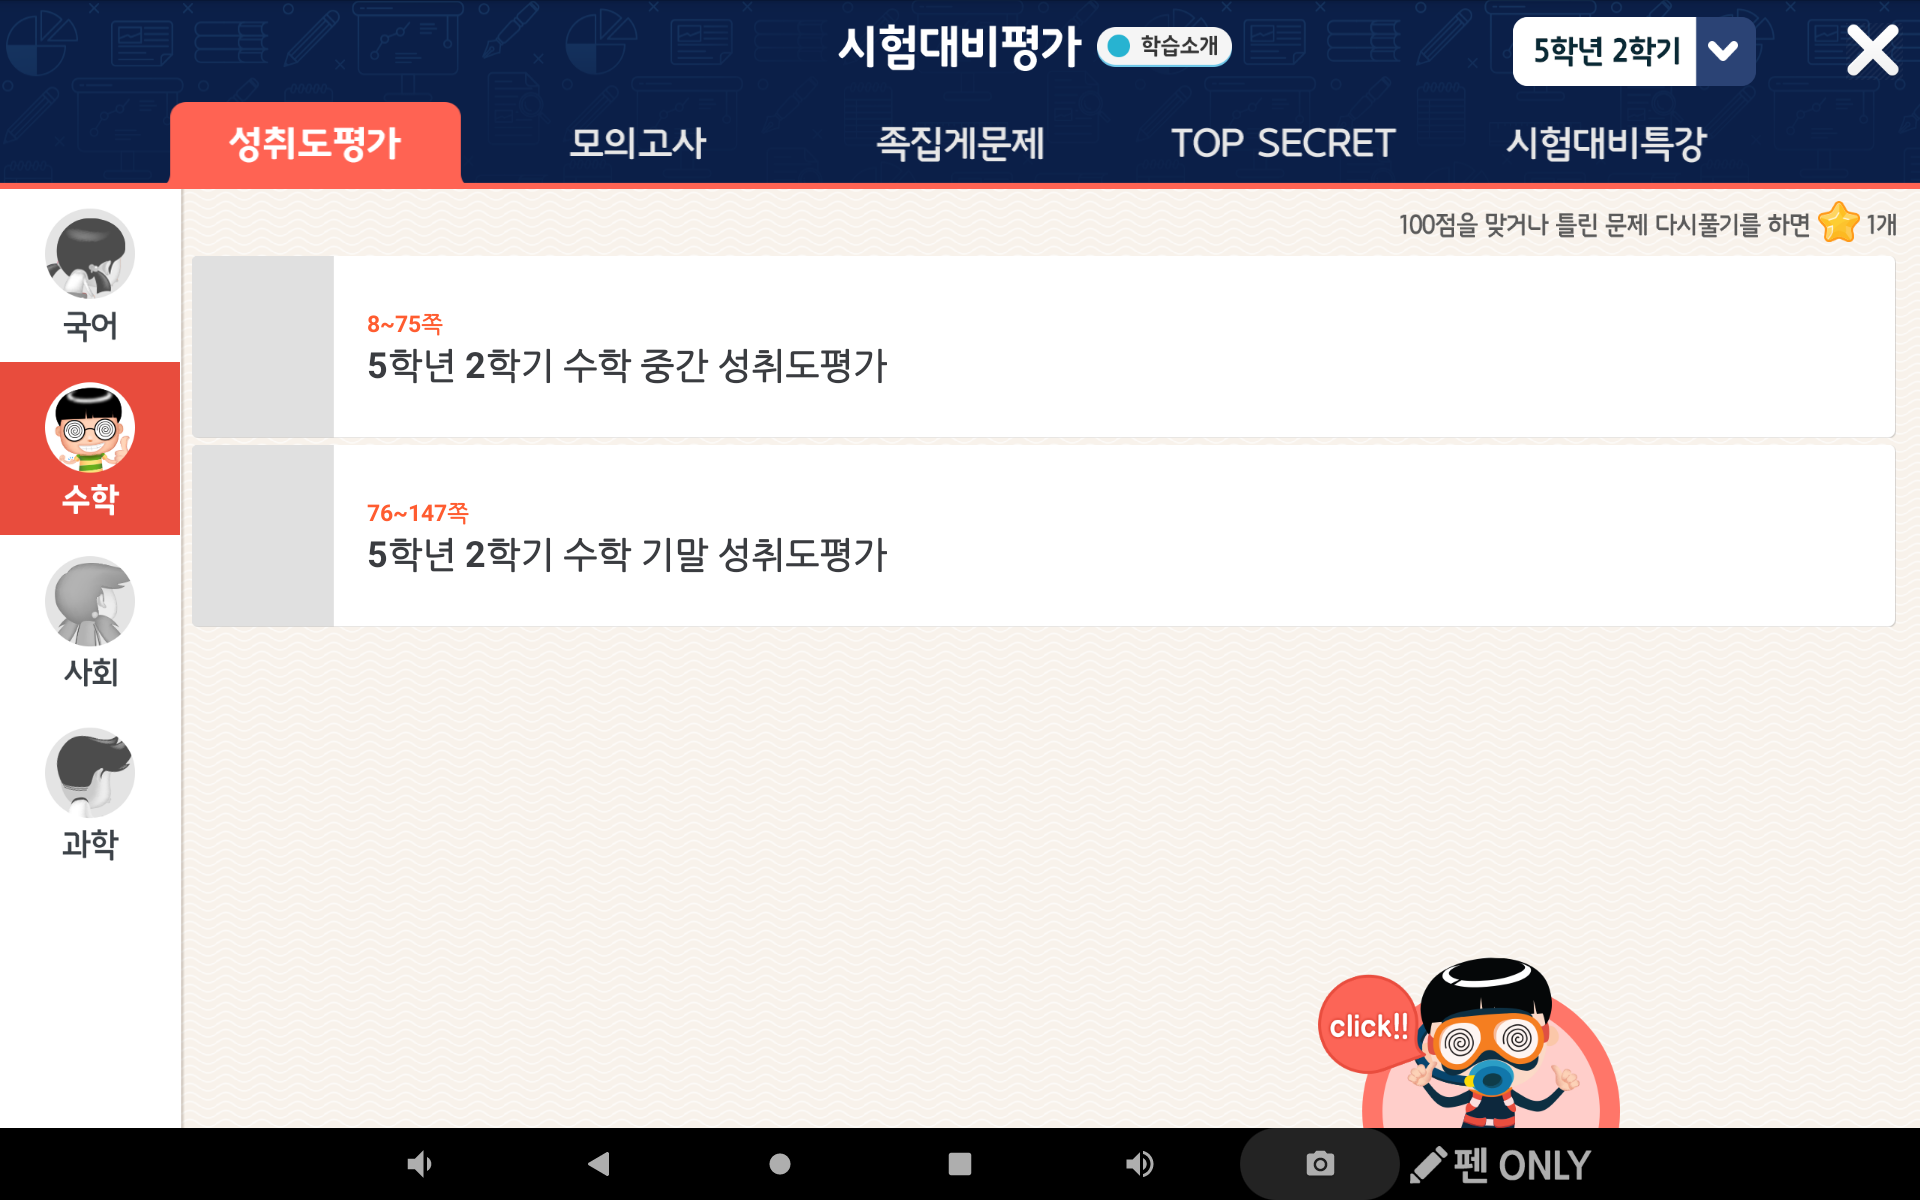 시험대비평가
학습소개
5학년 2학기
성취도평가
모의고사
족집게문제
TOP SECRET
시험대비특강
국어
수학
사회
과학
100점을 맞거나 틀린 문제 다시풀기를 하면 1개
8~75쪽
5학년 2학기 수학 중간 성취도평가
76~147쪽
5학년 2학기 수학 기말 성취도평가
click!!
펜 ONLY